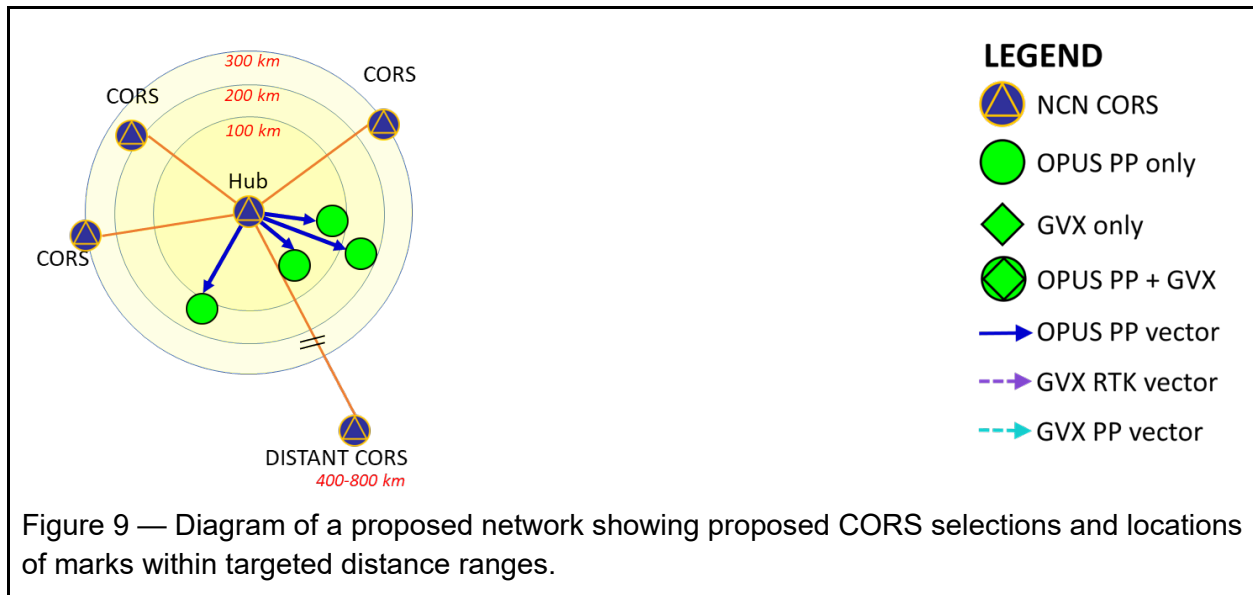 300 km
CORS
CORS
200 km
100 km
Hub
CORS
DISTANT CORS
400-800 km
LEGEND
NCN CORS
OPUS PP only
GVX only
OPUS PP + GVX
OPUS PP vector
GVX RTK vector
GVX PP vector
Figure 9 — Diagram of a proposed network showing proposed CORS selections and locations
of marks within targeted distance ranges.